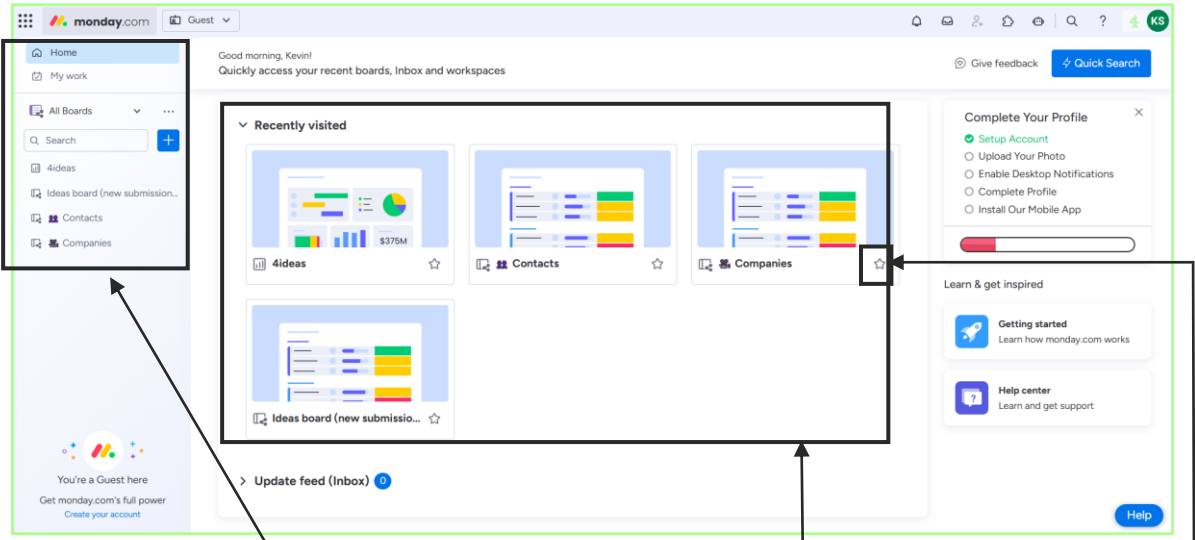 monday.com
Guest
4
KS
Home
My work
All Boards
Search
4ideas
Ideas board (new submission...
Contacts
Companies
You're a Guest here
Get monday.com's full power
Create your account
Good morning, Kevin!
Quickly access your recent boards, Inbox and workspaces
Give feedback
Quick Search
Recently visited
$375M
4ideas
Contacts
Companies
Ideas board (new submissio...
Update feed (Inbox) 0
Complete Your Profile
Setup Account
Upload Your Photo
Enable Desktop Notifications
Complete Profile
Install Our Mobile App
Learn & get inspired
Getting started
Learn how monday.com works
Help center
Learn and get support
Help